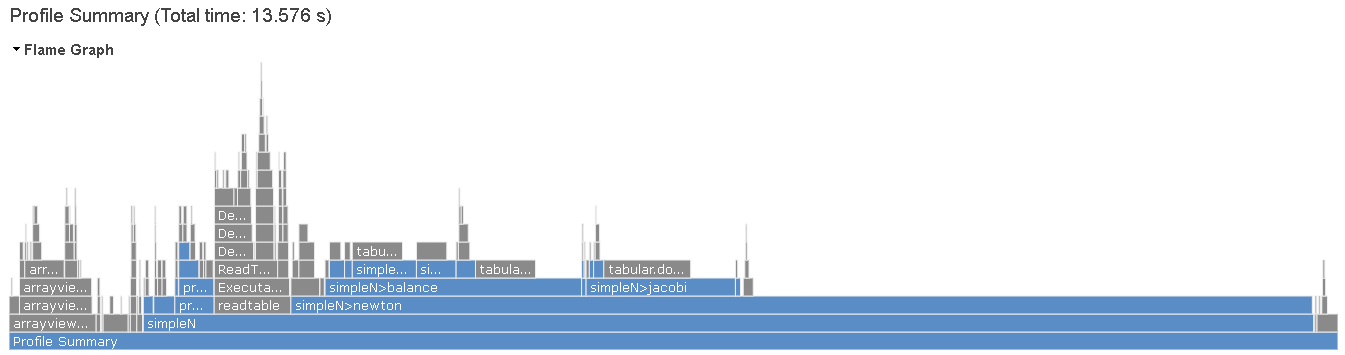 Profile Summary (Total time: 13.576 s)
Flame Graph
De...
De...
De... tabu...
arr... ReadT... simple... si... tabula... tabular.do...
arrayvie... pr... Executa... simpleN>balance simpleN>jacobi
arrayvie... pr... readtable simpleN>newton
arrayview... simpleN
Profile Summary